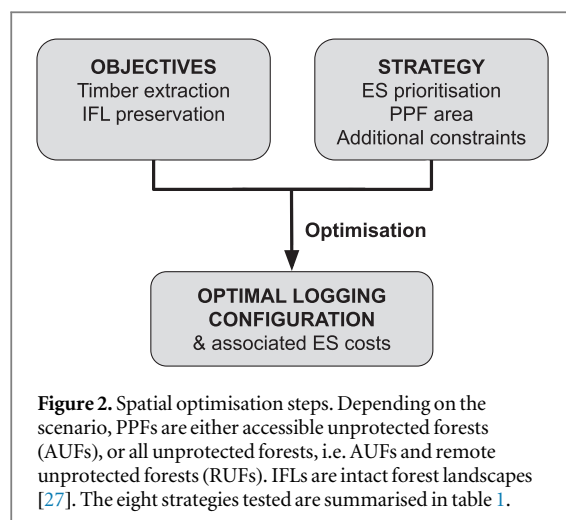 OBJECTIVES
Timber extraction
IFL preservation
STRATEGY
ES prioritisation
PPF area
Additional constraints
Optimisation
OPTIMAL LOGGING
CONFIGURATION
& associated ES costs
Figure 2. Spatial optimisation steps. Depending on the
scenario, PPFs are either accessible unprotected forests
(AUFs), or all unprotected forests, i.e. AUFs and remote
unprotected forests (RUFs). IFLs are intact forest landscapes
[27]. The eight strategies tested are summarised in table 1.